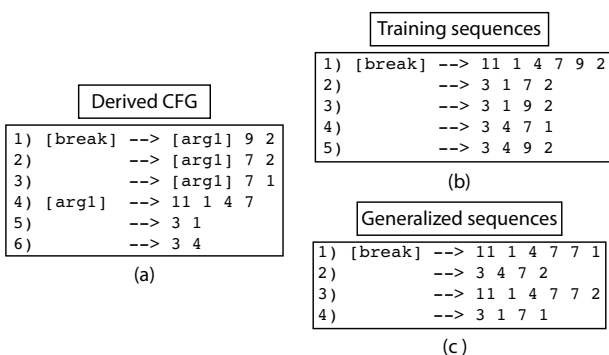 Derived CFG
1) [break] --> [arg1] 9 2
2) --> [arg1] 7 2
3) --> [arg1] 7 1
4) [arg1] --> 11 1 4 7
5) --> 3 1
6) --> 3 4
(a)
Training sequences
1) [break] --> 11 1 4 7 9 2
2) --> 3 1 7 2
3) --> 3 1 9 2
4) --> 3 4 7 1
5) --> 3 4 9 2
(b)
Generalized sequences
1) [break] --> 11 1 4 7 7 1
2) --> 3 4 7 2
3) --> 11 1 4 7 7 2
4) --> 3 1 7 1
(c )